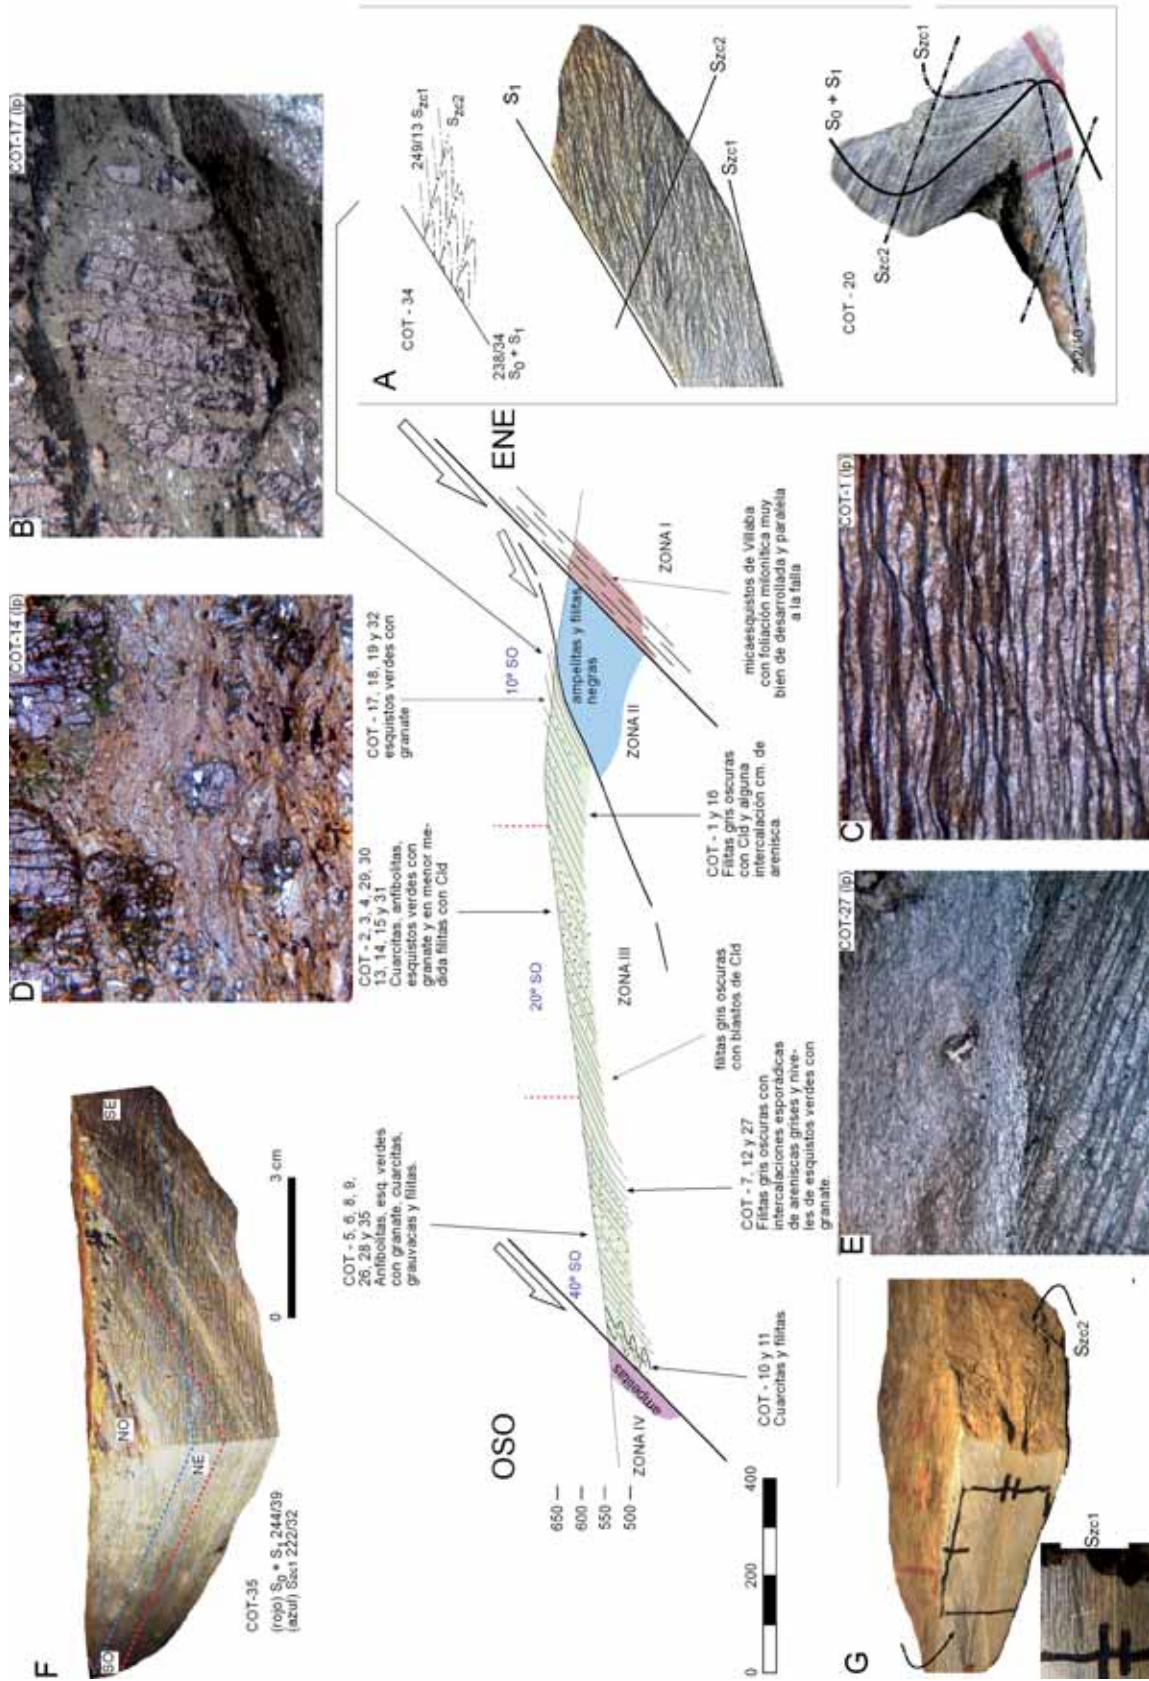 F
SO
NO
NE
SE
0
3 cm
COT-35
(rojo) S0 + S1 244/39
(azul) Szc1 222/32
D
COT-14 (lp)
B
COT-17 (lp)
COT - 5, 6, 8, 9,
26, 28 y 35
Anfibolitas, esq. verdes
con granate, cuarcitas,
grauvacas y filitas.
COT - 2, 3, 4, 29, 30
13, 14, 15 y 31
Cuarcitas, anfibolitas,
esquistos verdes con
granate y en menor me-
dida filitas con Cld
COT - 17, 18, 19 y 32
esquistos verdes con
granate
OSO
ENE
40º SO
20º SO
10º SO
650
600
550
500
ampelitas
ampelitas y filitas
negras
ZONA IV
ZONA III
ZONA II
ZONA I
COT - 10 y 11
Cuarcitas y filitas
COT - 7, 12 y 27
Filitas gris oscuras con
intercalaciones esporádicas
de areniscas grises y nive-
les de esquistos verdes con
granate.
filitas gris oscuras
con blastos de Cld
COT - 1 y 16
Filitas gris oscuras
con Cld y alguna
intercalación cm. de
arenisca.
micaesquistos de Villaba
con foliación milonítica muy
bien de desarrollada y paralela
a la falla
0
200
400
A
COT - 34
238/34
S0 + S1
249/13 Szc1
Szc2
S1
Szc2
Szc1
COT - 20
Szc2
S0 + S1
Szc1
G
Szc1
Szc2
E
COT-27 (lp)
C
COT-1 (lp)